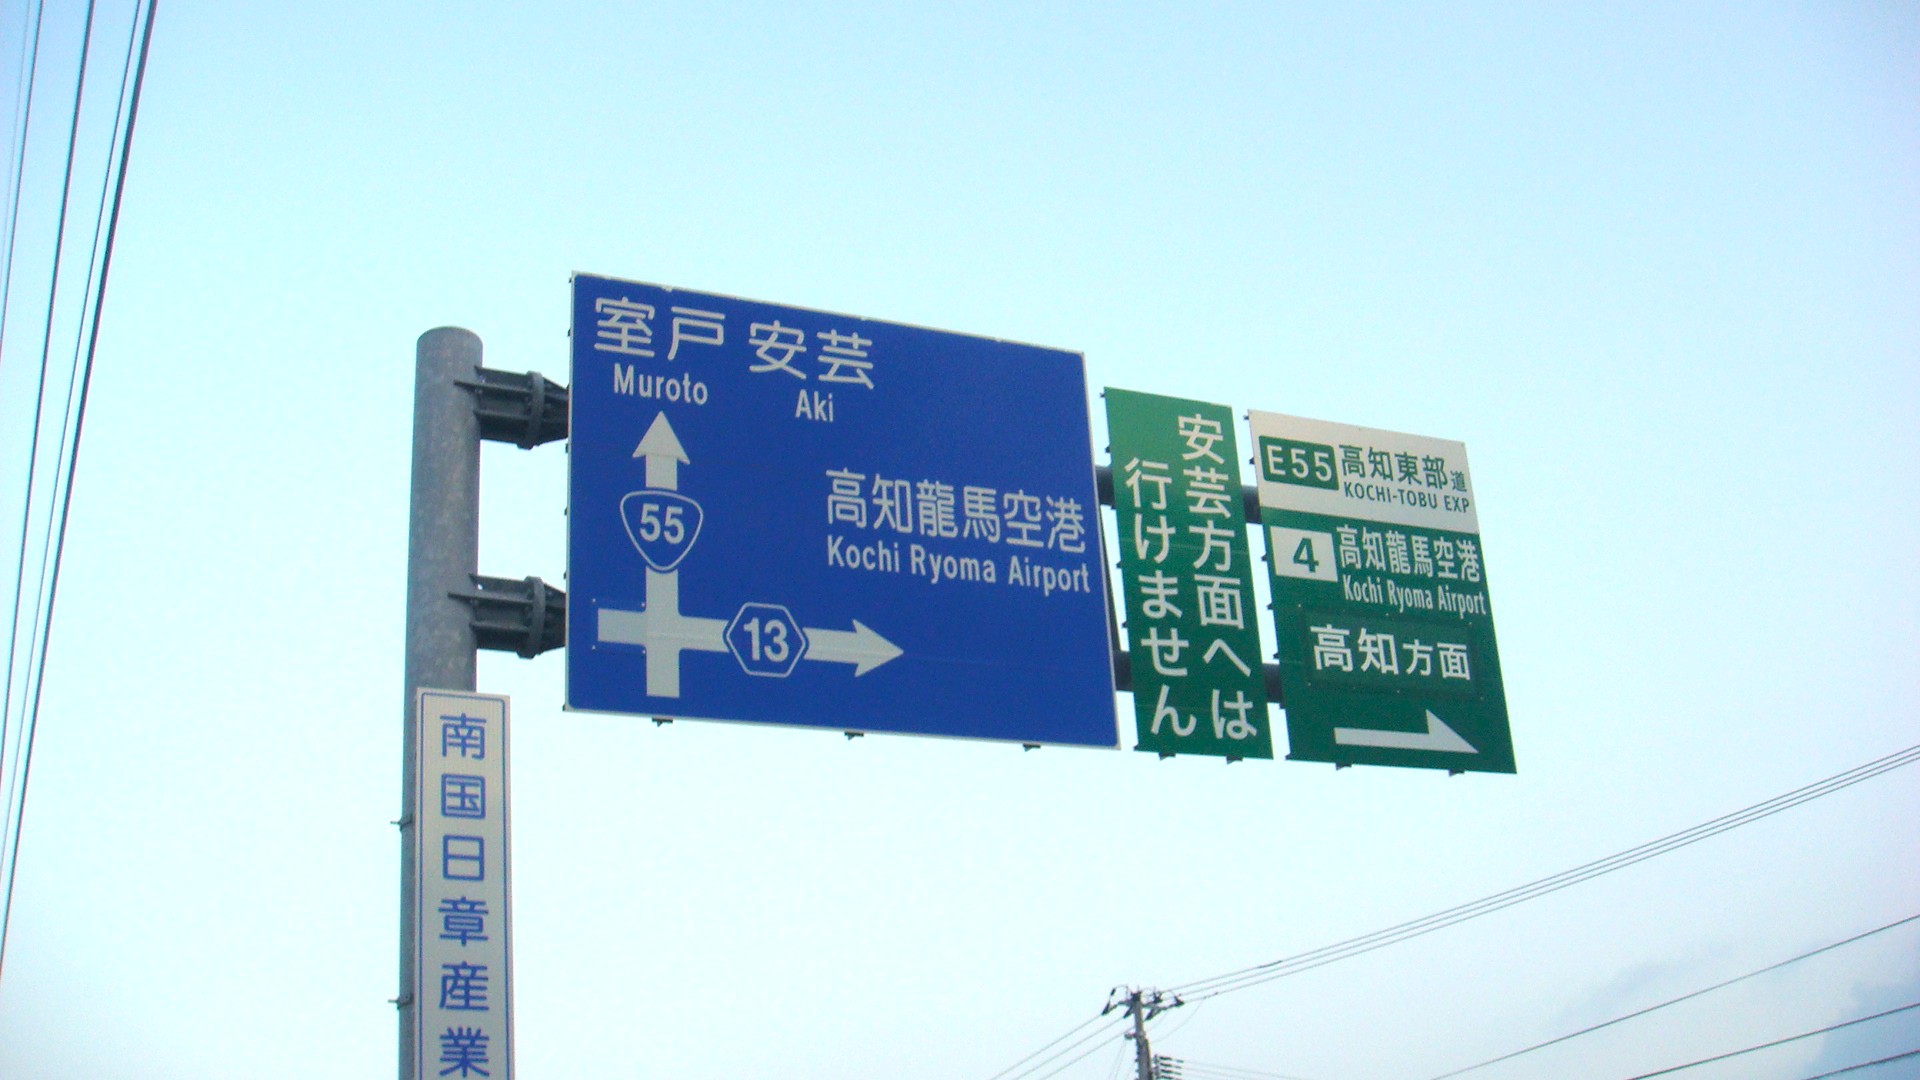 室戸 安芸
Muroto Aki
55
高知龍馬空港
Kochi Ryoma Airport
13
安芸方面へは
行けません
E55 高知東部道
KOCHI-TOBU EXP
4 高知龍馬空港
Kochi Ryoma Airport
高知方面
南国日章産業